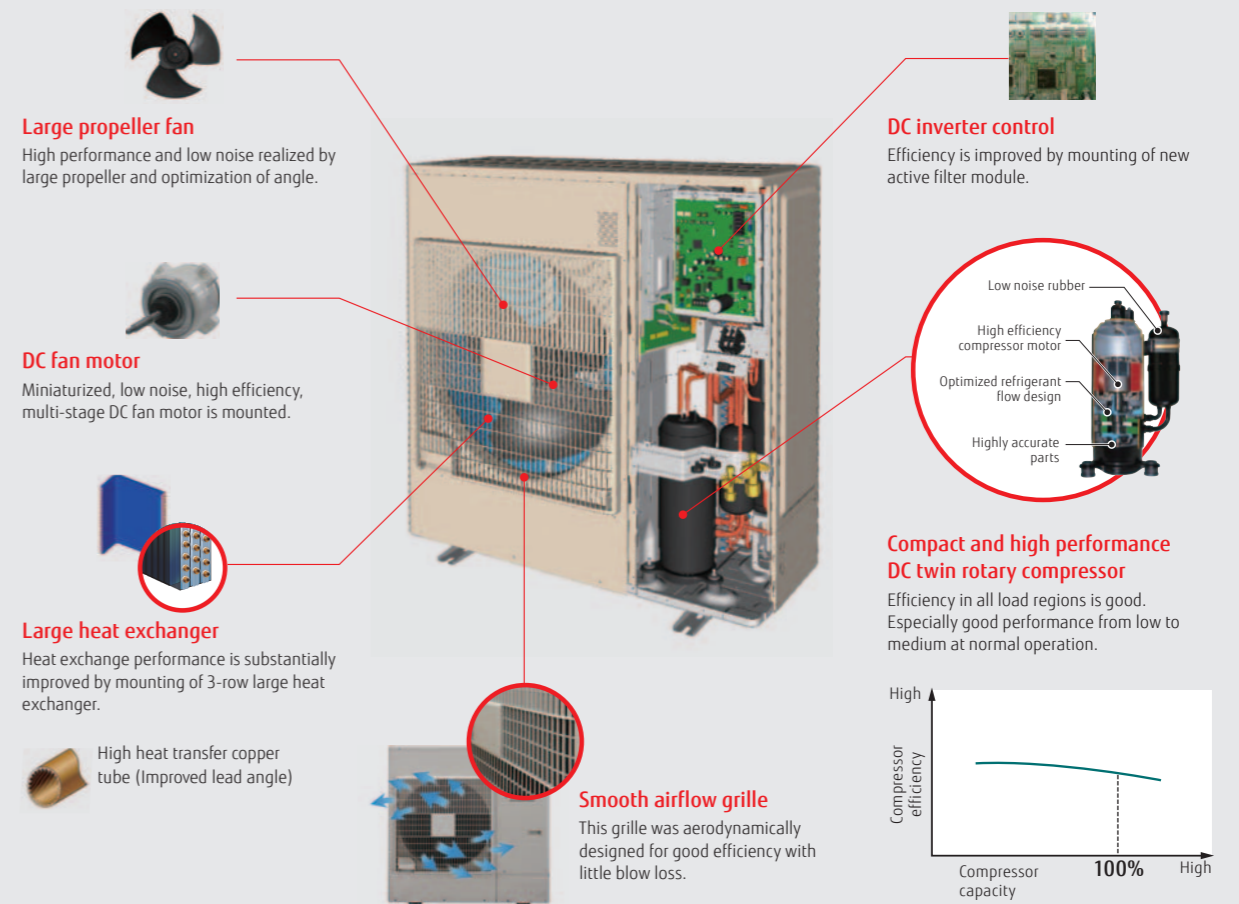 Large propeller fan
High performance and low noise realized by
large propeller and optimization of angle.
DC fan motor
Miniaturized, low noise, high efficiency,
multi-stage DC fan motor is mounted.
Large heat exchanger
Heat exchange performance is substantially
improved by mounting of 3-row large heat
exchanger.
High heat transfer copper
tube (Improved lead angle)
Smooth airflow grille
This grille was aerodynamically
designed for good efficiency with
little blow loss.
DC inverter control
Efficiency is improved by mounting of new
active filter module.
Low noise rubber
High efficiency
compressor motor
Optimized refrigerant
flow design
Highly accurate
parts
Compact and high performance
DC twin rotary compressor
Efficiency in all load regions is good.
Especially good performance from low to
medium at normal operation.
High
Compressor
efficiency
Compressor
capacity
100%
High